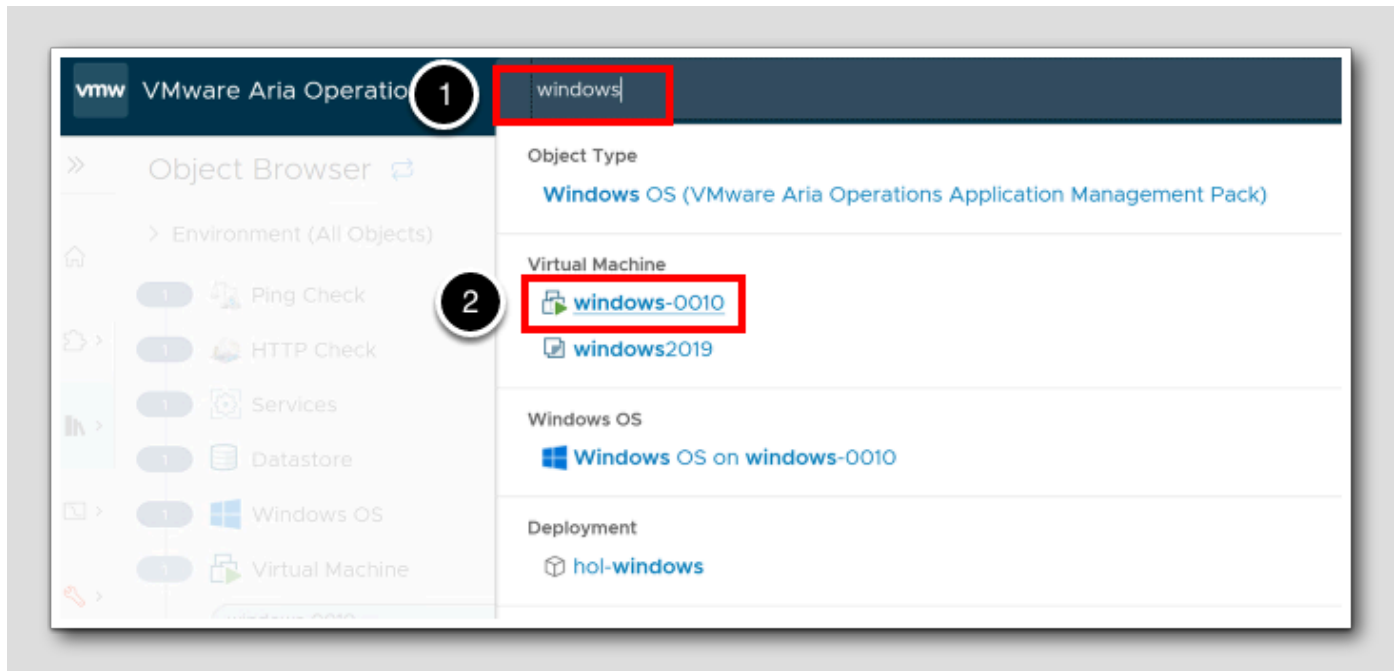 vmw VMware Aria Operatio 1 windows
Object Browser
Environment (All Objects)
1 Ping Check
1 HTTP Check
1 Services
1 Datastore
1 Windows OS
1 Virtual Machine
windows-0010
Object Type
Windows OS (VMware Aria Operations Application Management Pack)
Virtual Machine
2 windows-0010
windows2019
Windows OS
Windows OS on windows-0010
Deployment
hol-windows